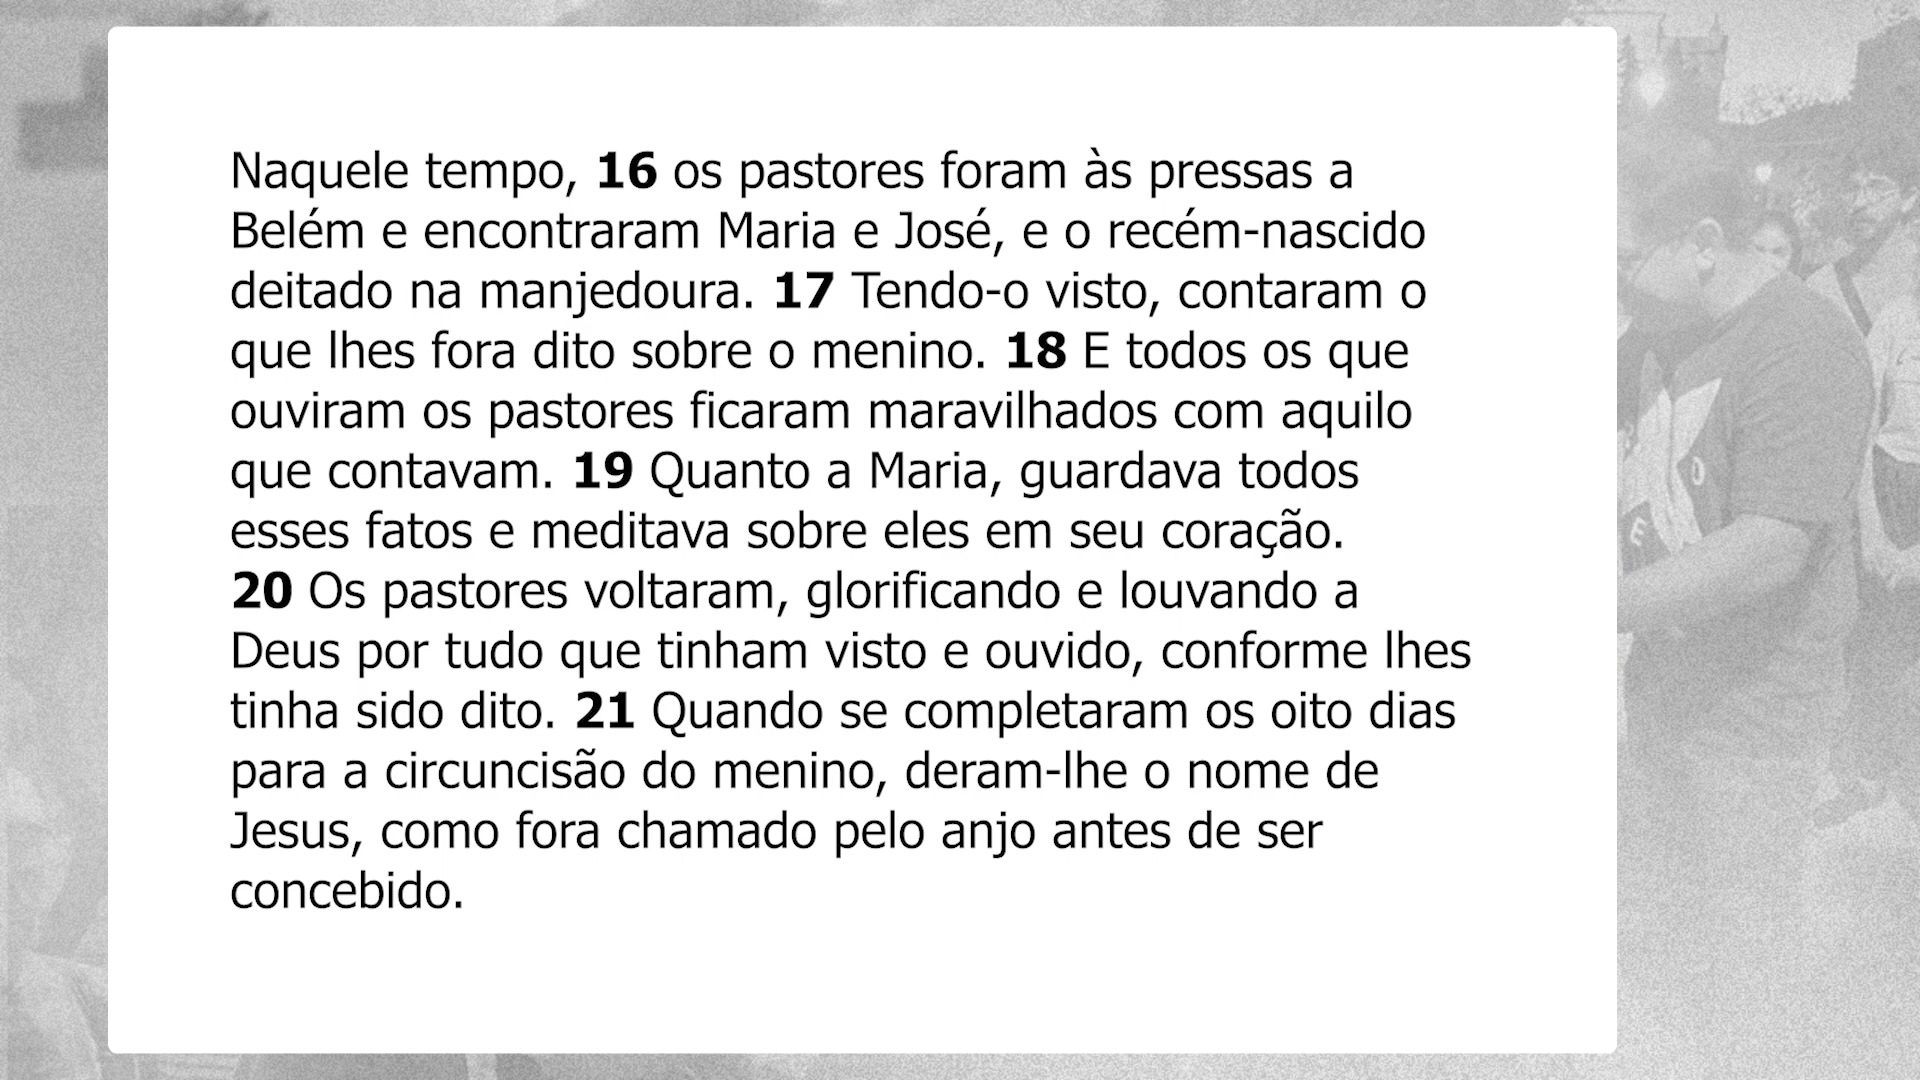 Naquele tempo, 16 os pastores foram às pressas a
Belém e encontraram Maria e José, e o recém-nascido
deitado na manjedoura. 17 Tendo-o visto, contaram o
que lhes fora dito sobre o menino. 18 E todos os que
ouviram os pastores ficaram maravilhados com aquilo
que contavam. 19 Quanto a Maria, guardava todos
esses fatos e meditava sobre eles em seu coração.
20 Os pastores voltaram, glorificando e louvando a
Deus por tudo que tinham visto e ouvido, conforme lhes
tinha sido dito. 21 Quando se completaram os oito dias
para a circuncisão do menino, deram-lhe o nome de
Jesus, como fora chamado pelo anjo antes de ser
concebido.